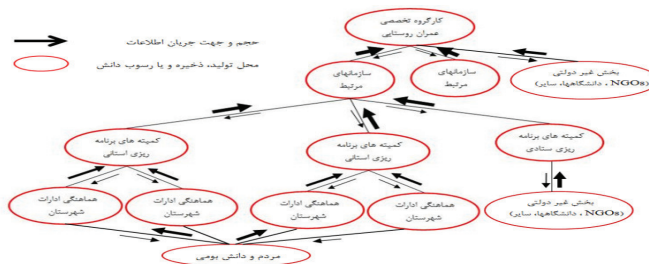 کارگروه تخصصی
عمران روستایی
حجم و جهت جریان اطلاعات
محل تولید، ذخیره و یا رسوب دانش
سازمانهای
مرتبط
سازمانهای
مرتبط
بخش غیر دولتی
(NGOs ، دانشگاهها، سایر)
کمیته های برنامه
ریزی استانی
کمیته های برنامه
ریزی استانی
کمیته های برنامه
ریزی ستادی
هماهنگی ادارات
شهرستان
هماهنگی ادارات
شهرستان
هماهنگی ادارات
شهرستان
هماهنگی ادارات
شهرستان
بخش غیر دولتی
(NGOs، دانشگاهها، سایر)
مردم و دانش بومی